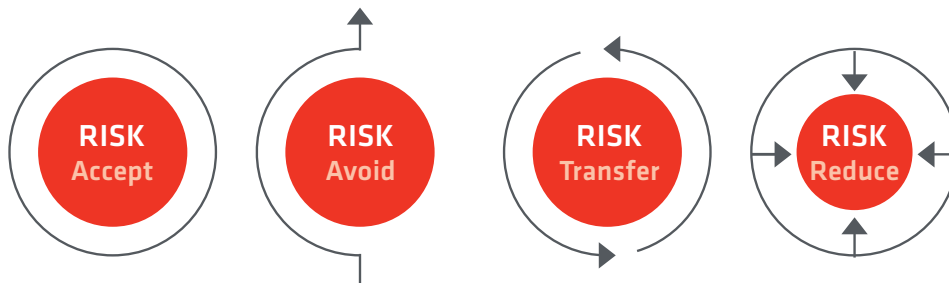 RISK
Accept
RISK
Avoid
RISK
Transfer
RISK
Reduce